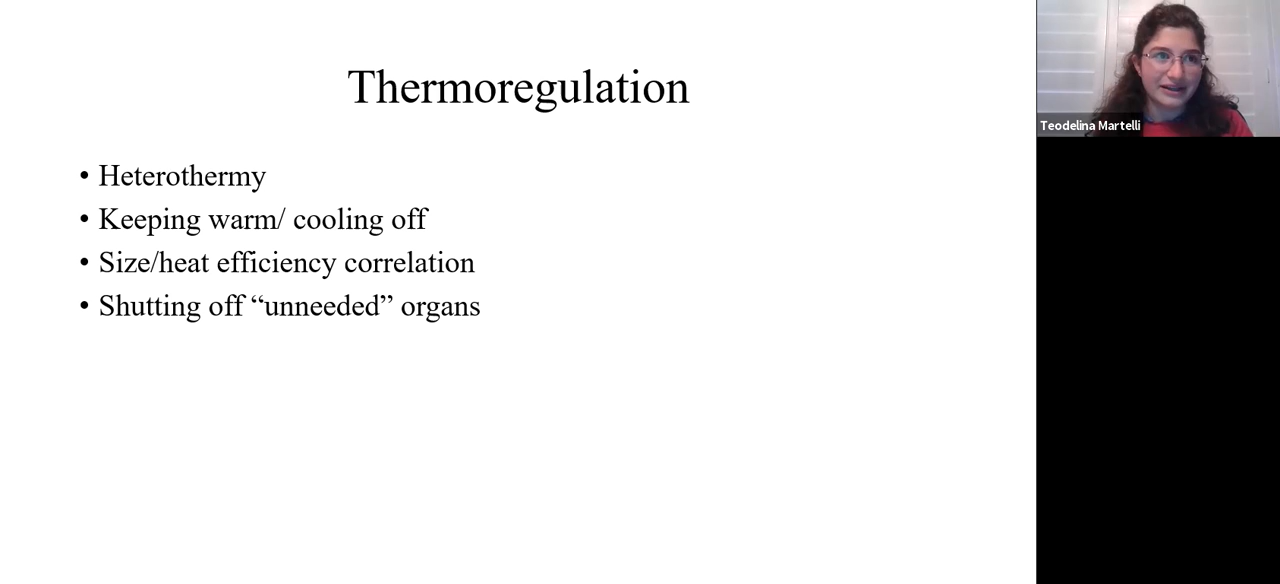 Thermoregulation
• Heterothermy
• Keeping warm/ cooling off
• Size/heat efficiency correlation
• Shutting off “unneeded” organs
Teodelina Martelli